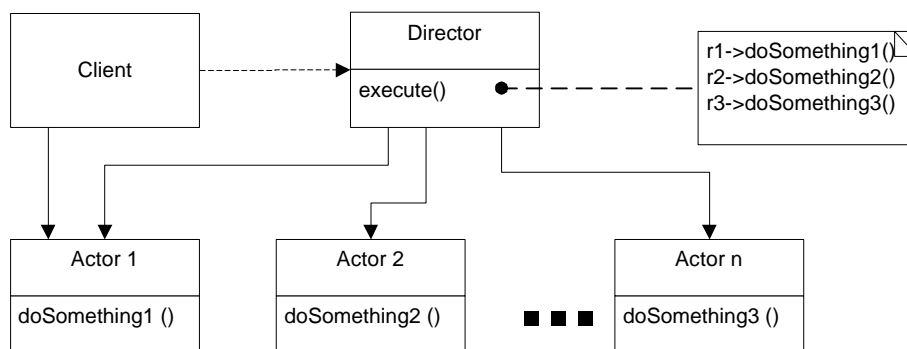 Client
Director
execute()
r1->doSomething1()
r2->doSomething2()
r3->doSomething3()
Actor 1
doSomething1 ()
Actor 2
doSomething2 ()
Actor n
doSomething3 ()